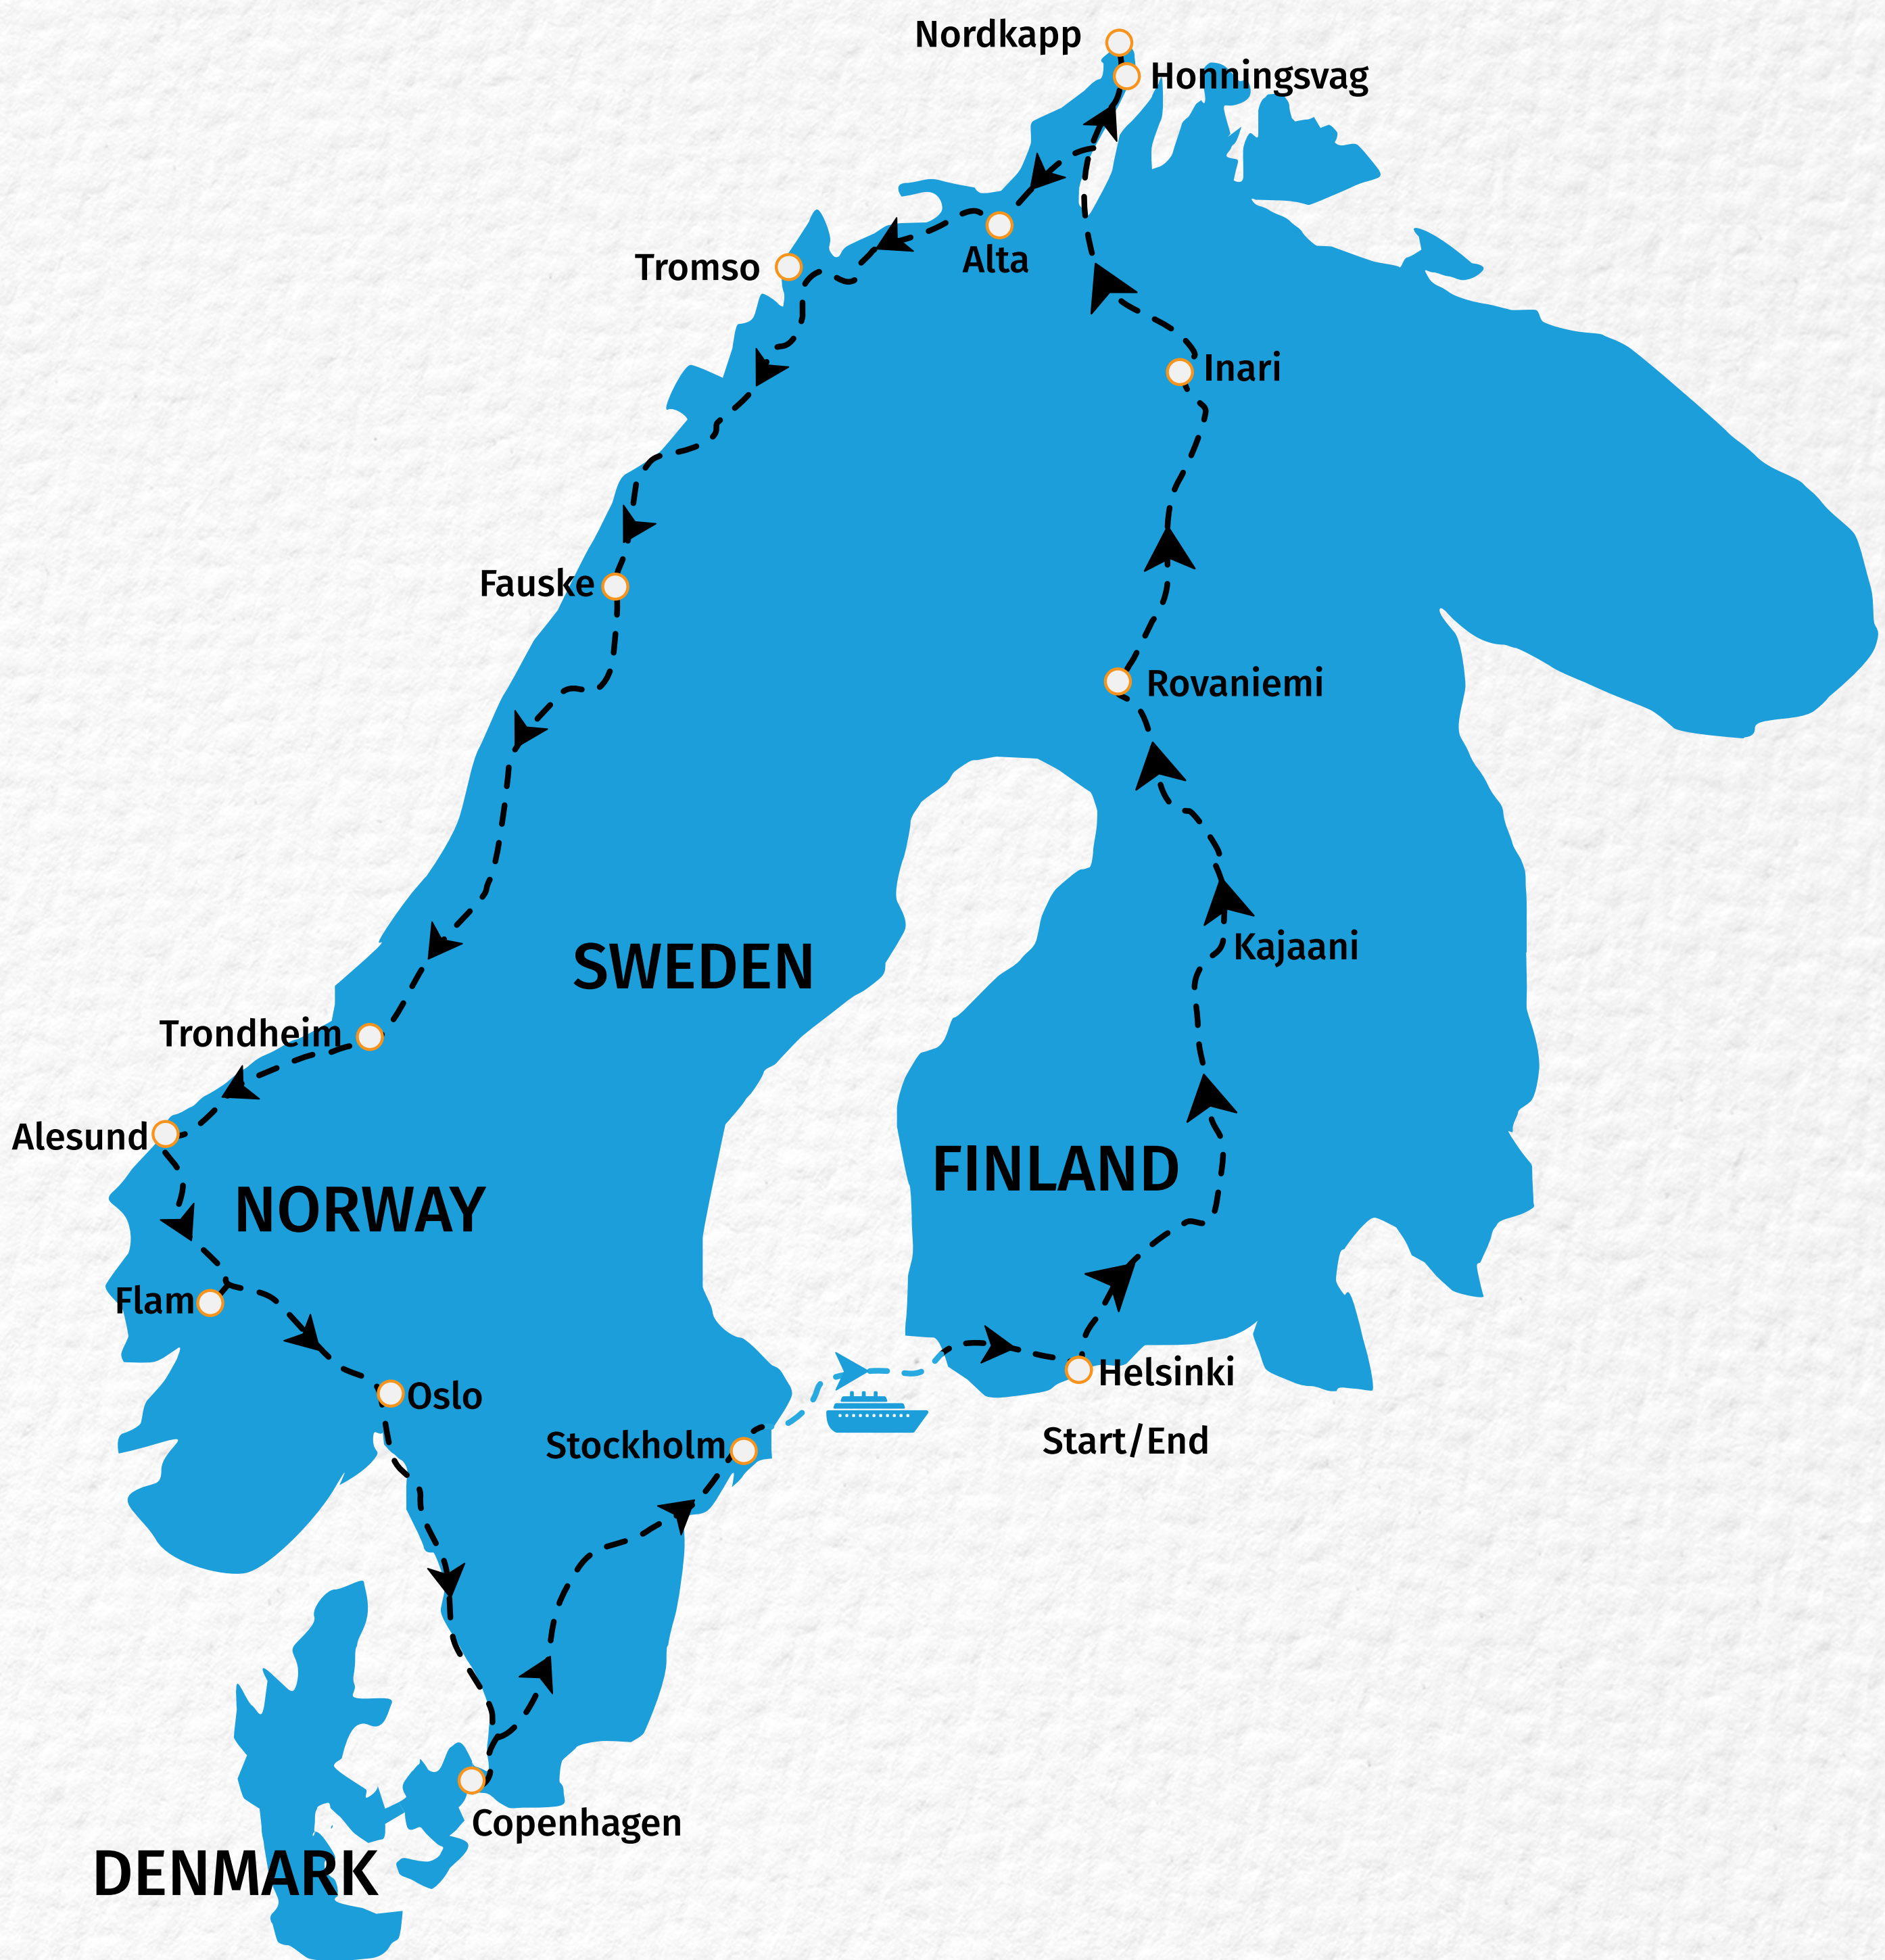 Nordkapp
Honningsvag
Alta
Tromso
Inari
Fauske
Rovaniemi
SWEDEN
Kajaani
Trondheim
Alesund
FINLAND
NORWAY
Flam
Helsinki
Oslo
Start/End
Stockholm
Copenhagen
DENMARK